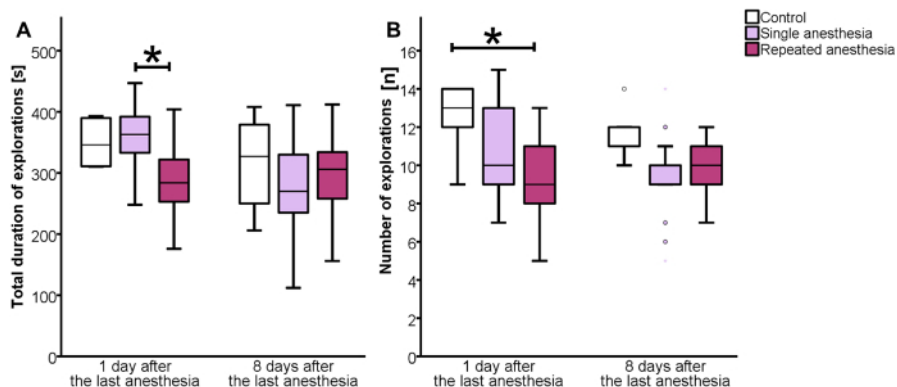 A
Total duration of explorations [s]
500
400
300
200
100
0
*
1 day after
the last anesthesia
8 days after
the last anesthesia
B
Number of explorations [n]
16
14
12
10
8
6
4
2
0
*
1 day after
the last anesthesia
8 days after
the last anesthesia
Control
Single anesthesia
Repeated anesthesia